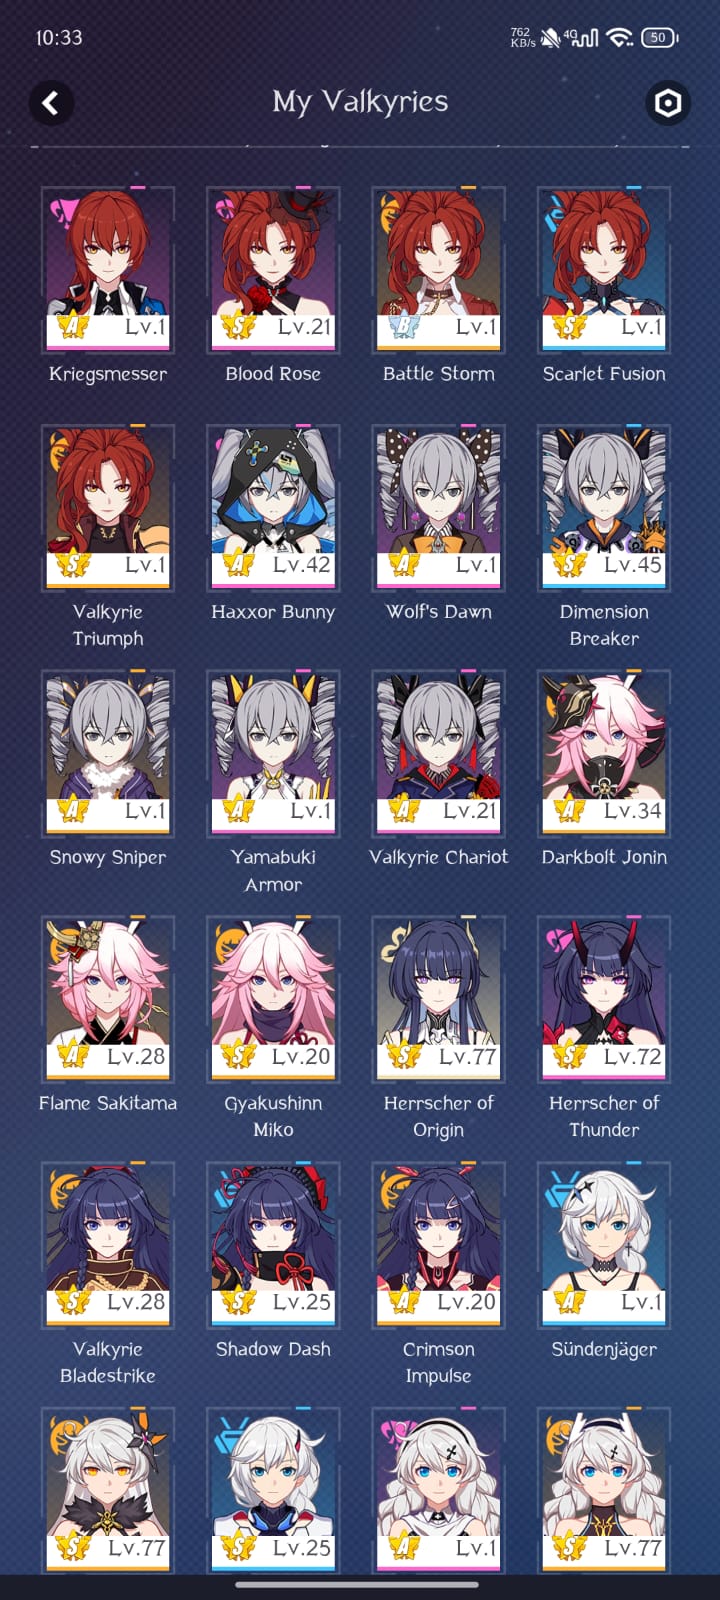 10:33
762 KB/s 4G 50
My Valkyries
A Lv.1 S Lv.21 B Lv.1 S Lv.1
Kriegsmesser Blood Rose Battle Storm Scarlet Fusion
S Lv.1 A Lv.42 A Lv.1 S Lv.45
Valkyrie Triumph Haxxor Bunny Wolf's Dawn Dimension Breaker
A Lv.1 A Lv.1 A Lv.21 A Lv.34
Snowy Sniper Yamabuki Armor Valkyrie Chariot Darkbolt Jonin
A Lv.28 S Lv.20 S Lv.77 S Lv.72
Flame Sakitama Gyakushinn Miko Herrscher of Origin Herrscher of Thunder
S Lv.28 S Lv.25 A Lv.20 A Lv.1
Valkyrie Bladestrike Shadow Dash Crimson Impulse Sündenjäger
S Lv.77 S Lv.25 A Lv.1 S Lv.77